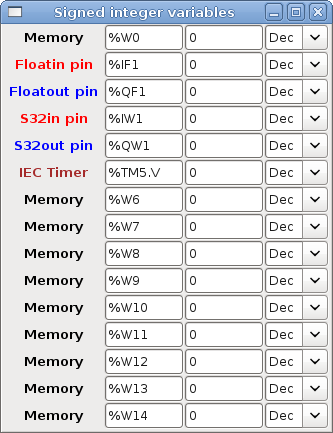 Signed integer variables
Memory %W0 0 Dec
Floatin pin %IF1 0 Dec
Floatout pin %QF1 0 Dec
S32in pin %IW1 0 Dec
S32out pin %QW1 0 Dec
IEC Timer %TM5.V 0 Dec
Memory %W6 0 Dec
Memory %W7 0 Dec
Memory %W8 0 Dec
Memory %W9 0 Dec
Memory %W10 0 Dec
Memory %W11 0 Dec
Memory %W12 0 Dec
Memory %W13 0 Dec
Memory %W14 0 Dec